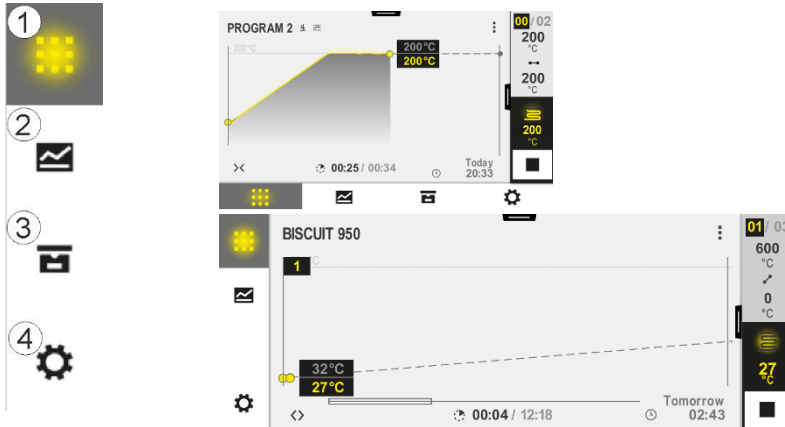 1
2
3
4
PROGRAM 2
00/02
200
°C
200
°C
200°C
200°C
200°C
200
°C
00:25 / 00:34
Today
20:33
BISCUIT 950
01/03
600
°C
0
°C
1
32°C
27°C
27
°C
00:04 / 12:18
Tomorrow
02:43